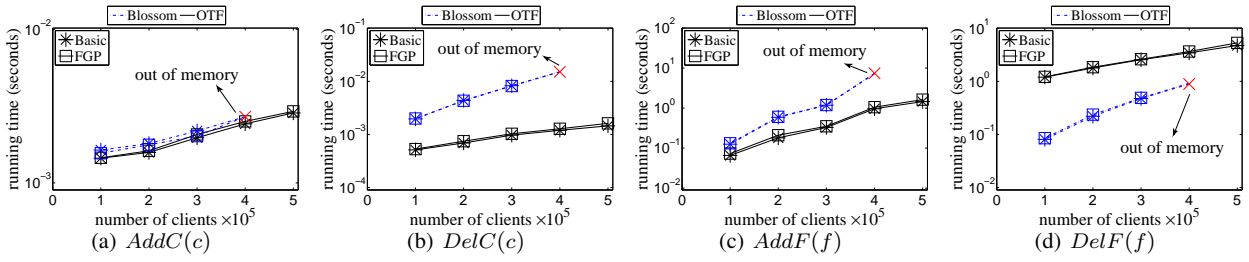 Blossom OTF
10^-2
Basic
FGP
out of memory
10^-3
0 1 2 3 4 5
running time (seconds)
number of clients ×10^5
(a) AddC(c)
Blossom OTF
10^0
Basic
FGP
out of memory
10^-1
10^-2
10^-3
10^-4
0 1 2 3 4 5
running time (seconds)
number of clients ×10^5
(b) DelC(c)
Blossom OTF
10^2
Basic
FGP
out of memory
10^1
10^0
10^-1
10^-2
0 1 2 3 4 5
running time (seconds)
number of clients ×10^5
(c) AddF(f)
Blossom OTF
10^1
Basic
FGP
10^0
10^-1
out of memory
10^-2
0 1 2 3 4 5
running time (seconds)
number of clients ×10^5
(d) DelF(f)